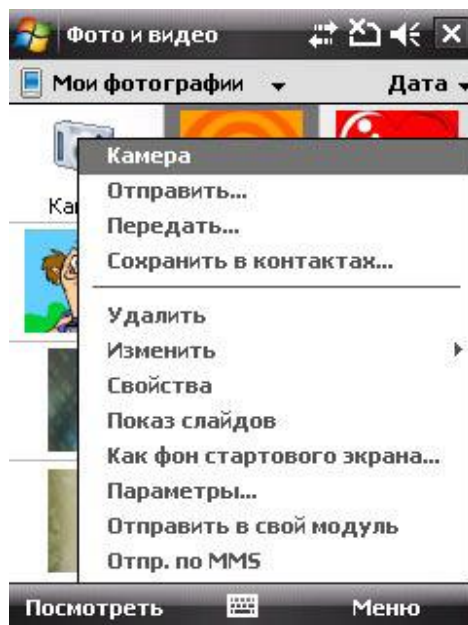 Фото и видео
Мои фотографии Дата
Камера
Отправить...
Передать...
Сохранить в контактах...
Удалить
Изменить
Свойства
Показ слайдов
Как фон стартового экрана...
Параметры...
Отправить в свой модуль
Отпр. по MMS
Посмотреть Меню